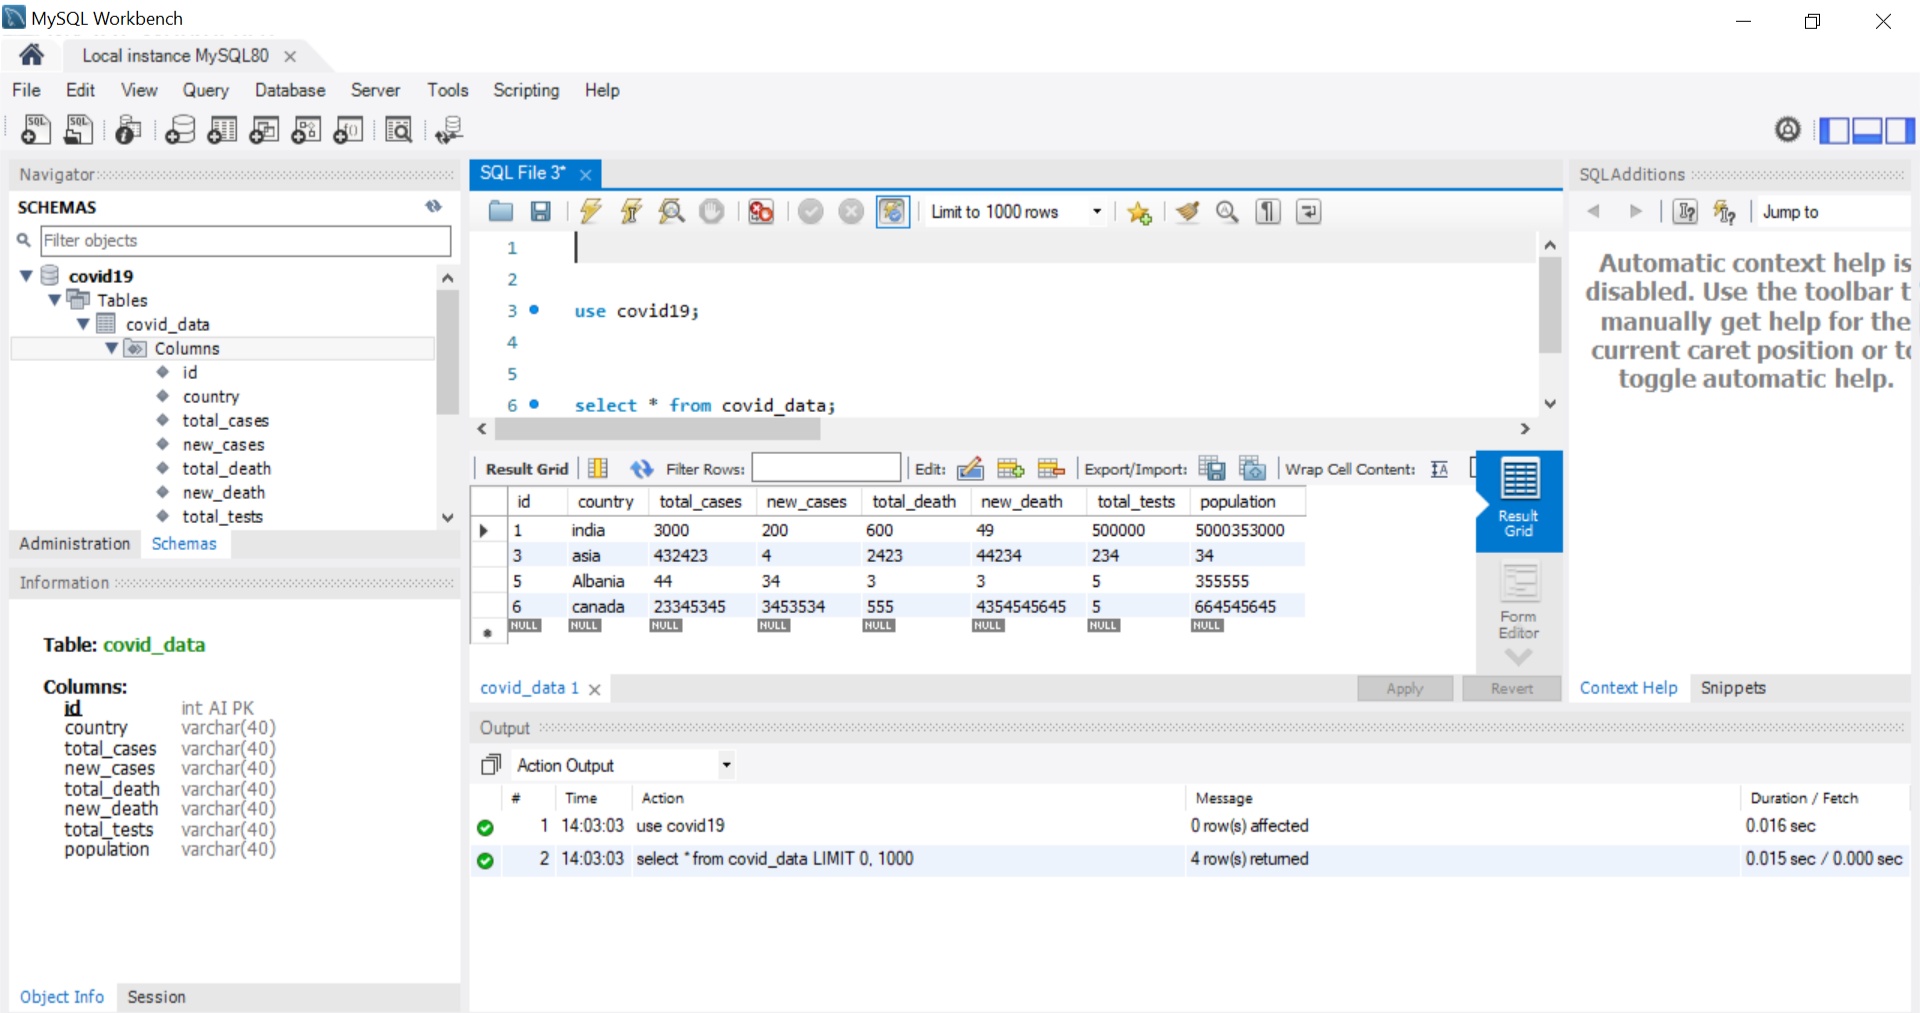 MySQL Workbench
Local instance MySQL80
File Edit View Query Database Server Tools Scripting Help
Navigator
SCHEMAS
Filter objects
covid19
Tables
covid_data
Columns
id
country
total_cases
new_cases
total_death
new_death
total_tests
Administration Schemas
Information
Table: covid_data
Columns:
id int AI PK
country varchar(40)
total_cases varchar(40)
new_cases varchar(40)
total_death varchar(40)
new_death varchar(40)
total_tests varchar(40)
population varchar(40)
Object Info Session
SQL File 3*
Limit to 1000 rows
1
2
3 use covid19;
4
5
6 select * from covid_data;
Result Grid Filter Rows: Edit: Export/Import: Wrap Cell Content:
id country total_cases new_cases total_death new_death total_tests population
1 india 3000 200 600 49 500000 5000353000
3 asia 432423 4 2423 44234 234 34
5 Albania 44 34 3 3 5 355555
6 canada 23345345 3453534 555 4354545645 5 664545645
NULL NULL NULL NULL NULL NULL NULL NULL
Result
Grid
Form
Editor
covid_data 1
Apply Revert
SQLAdditions
Jump to
Automatic context help is
disabled. Use the toolbar t
manually get help for the
current caret position or to
toggle automatic help.
Context Help Snippets
Output
Action Output
# Time Action Message Duration / Fetch
1 14:03:03 use covid19 0 row(s) affected 0.016 sec
2 14:03:03 select * from covid_data LIMIT 0, 1000 4 row(s) returned 0.015 sec / 0.000 sec